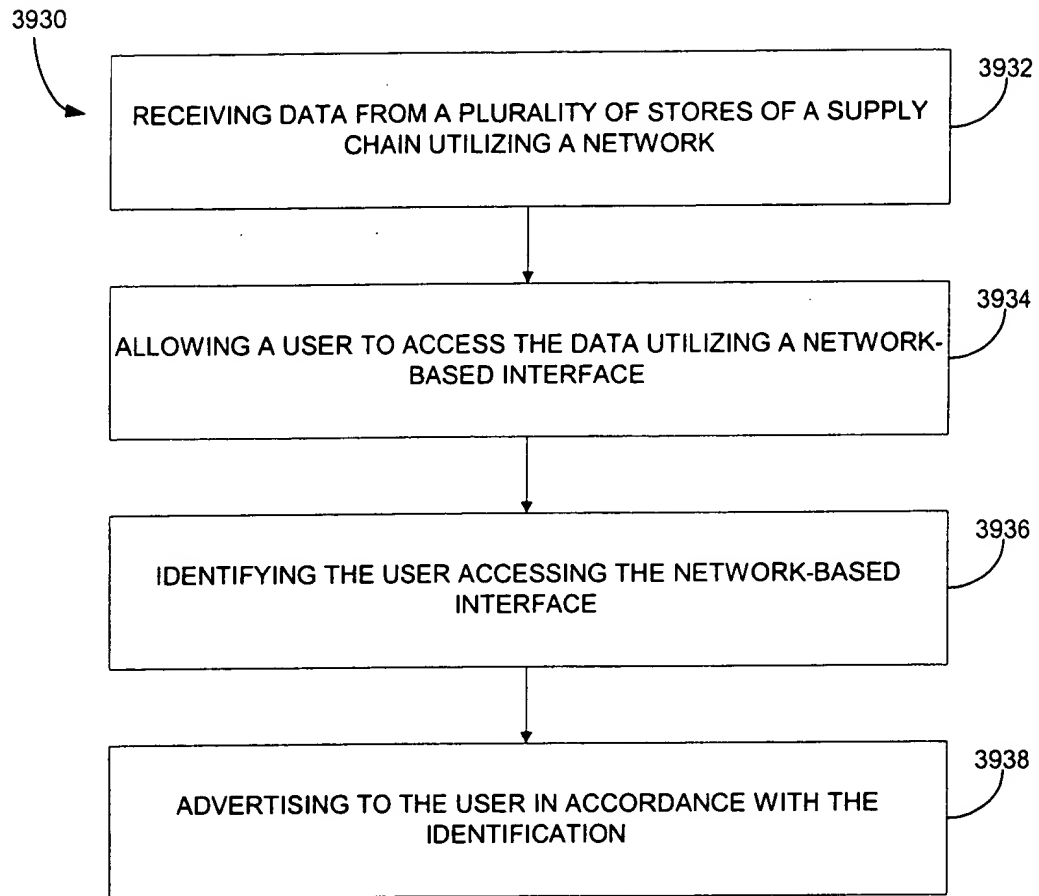 3930
3932
RECEIVING DATA FROM A PLURALITY OF STORES OF A SUPPLY
CHAIN UTILIZING A NETWORK
3934
ALLOWING A USER TO ACCESS THE DATA UTILIZING A NETWORK-
BASED INTERFACE
3936
IDENTIFYING THE USER ACCESSING THE NETWORK-BASED
INTERFACE
3938
ADVERTISING TO THE USER IN ACCORDANCE WITH THE
IDENTIFICATION